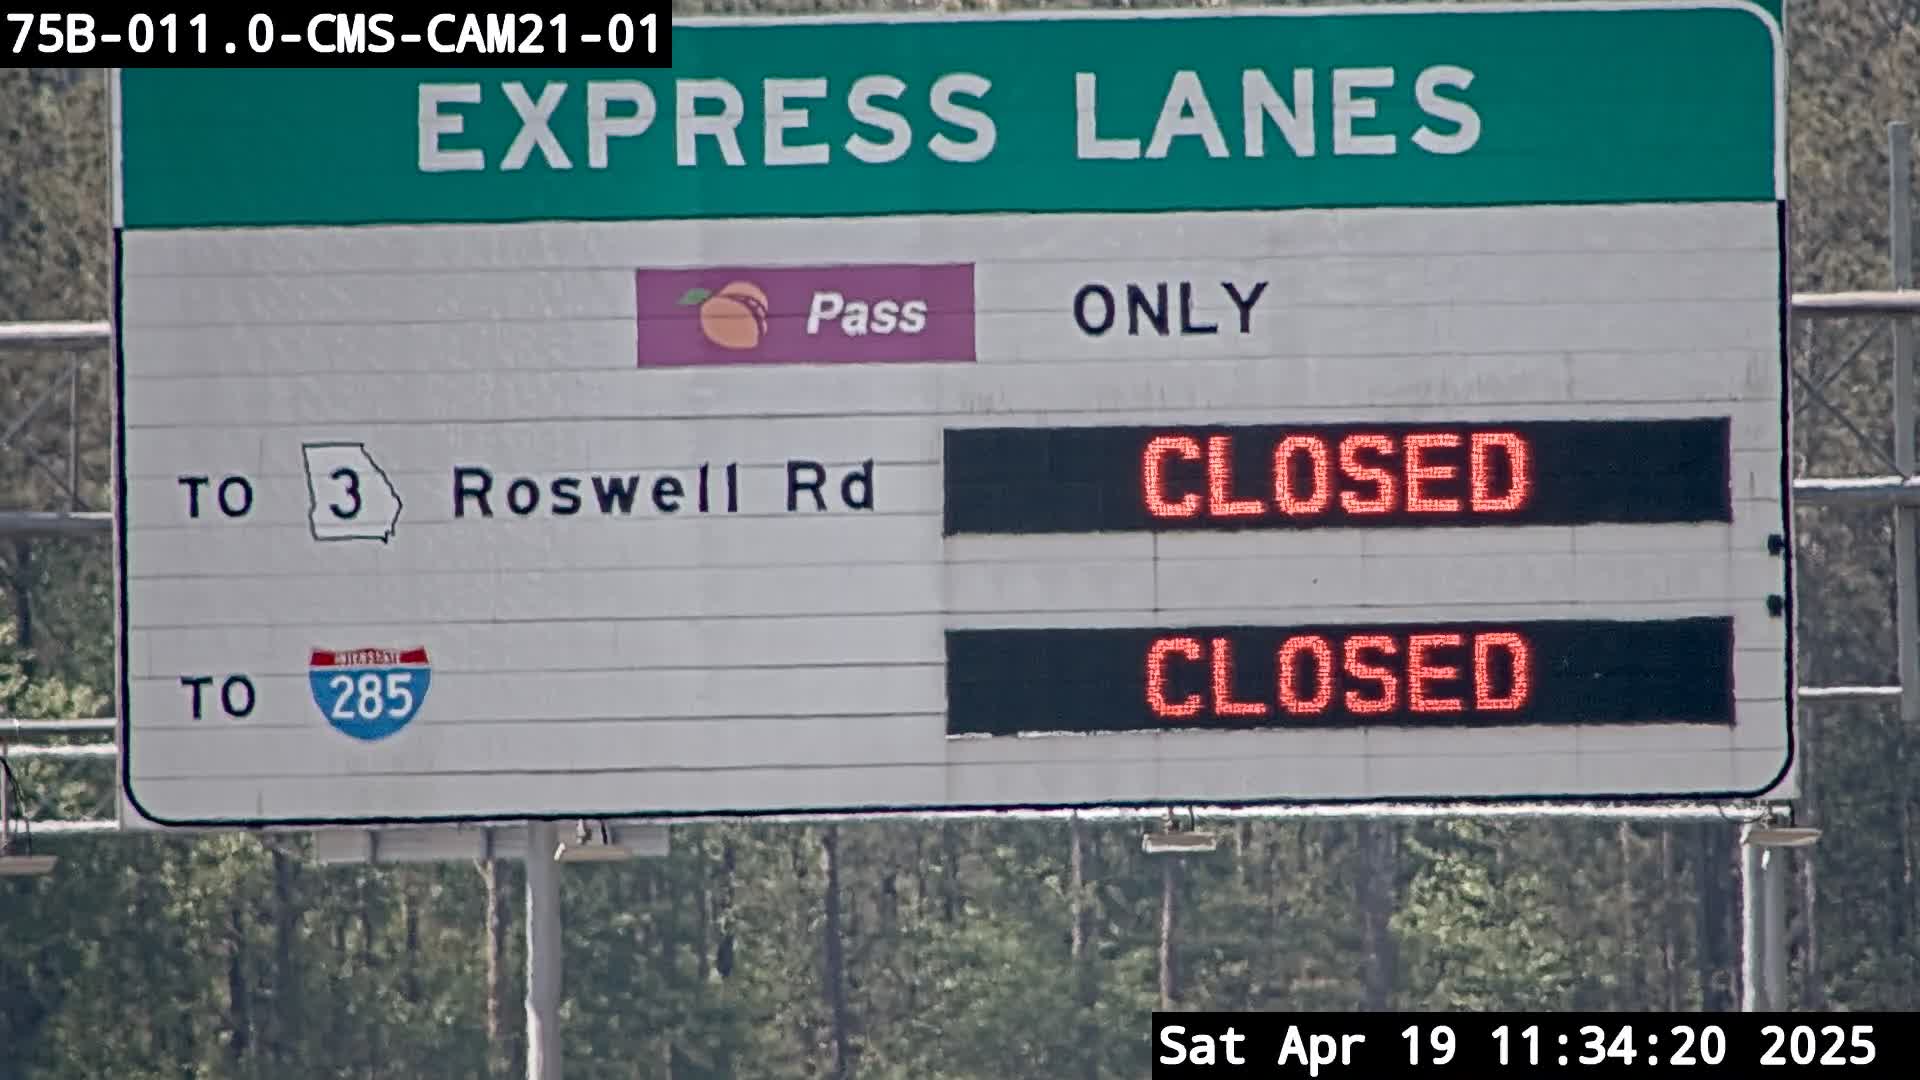 75B-011.0-CMS-CAM21-01
EXPRESS LANES
Pass ONLY
TO 3 Roswell Rd CLOSED
INTERSTATE
TO 285 CLOSED
Sat Apr 19 11:34:20 2025